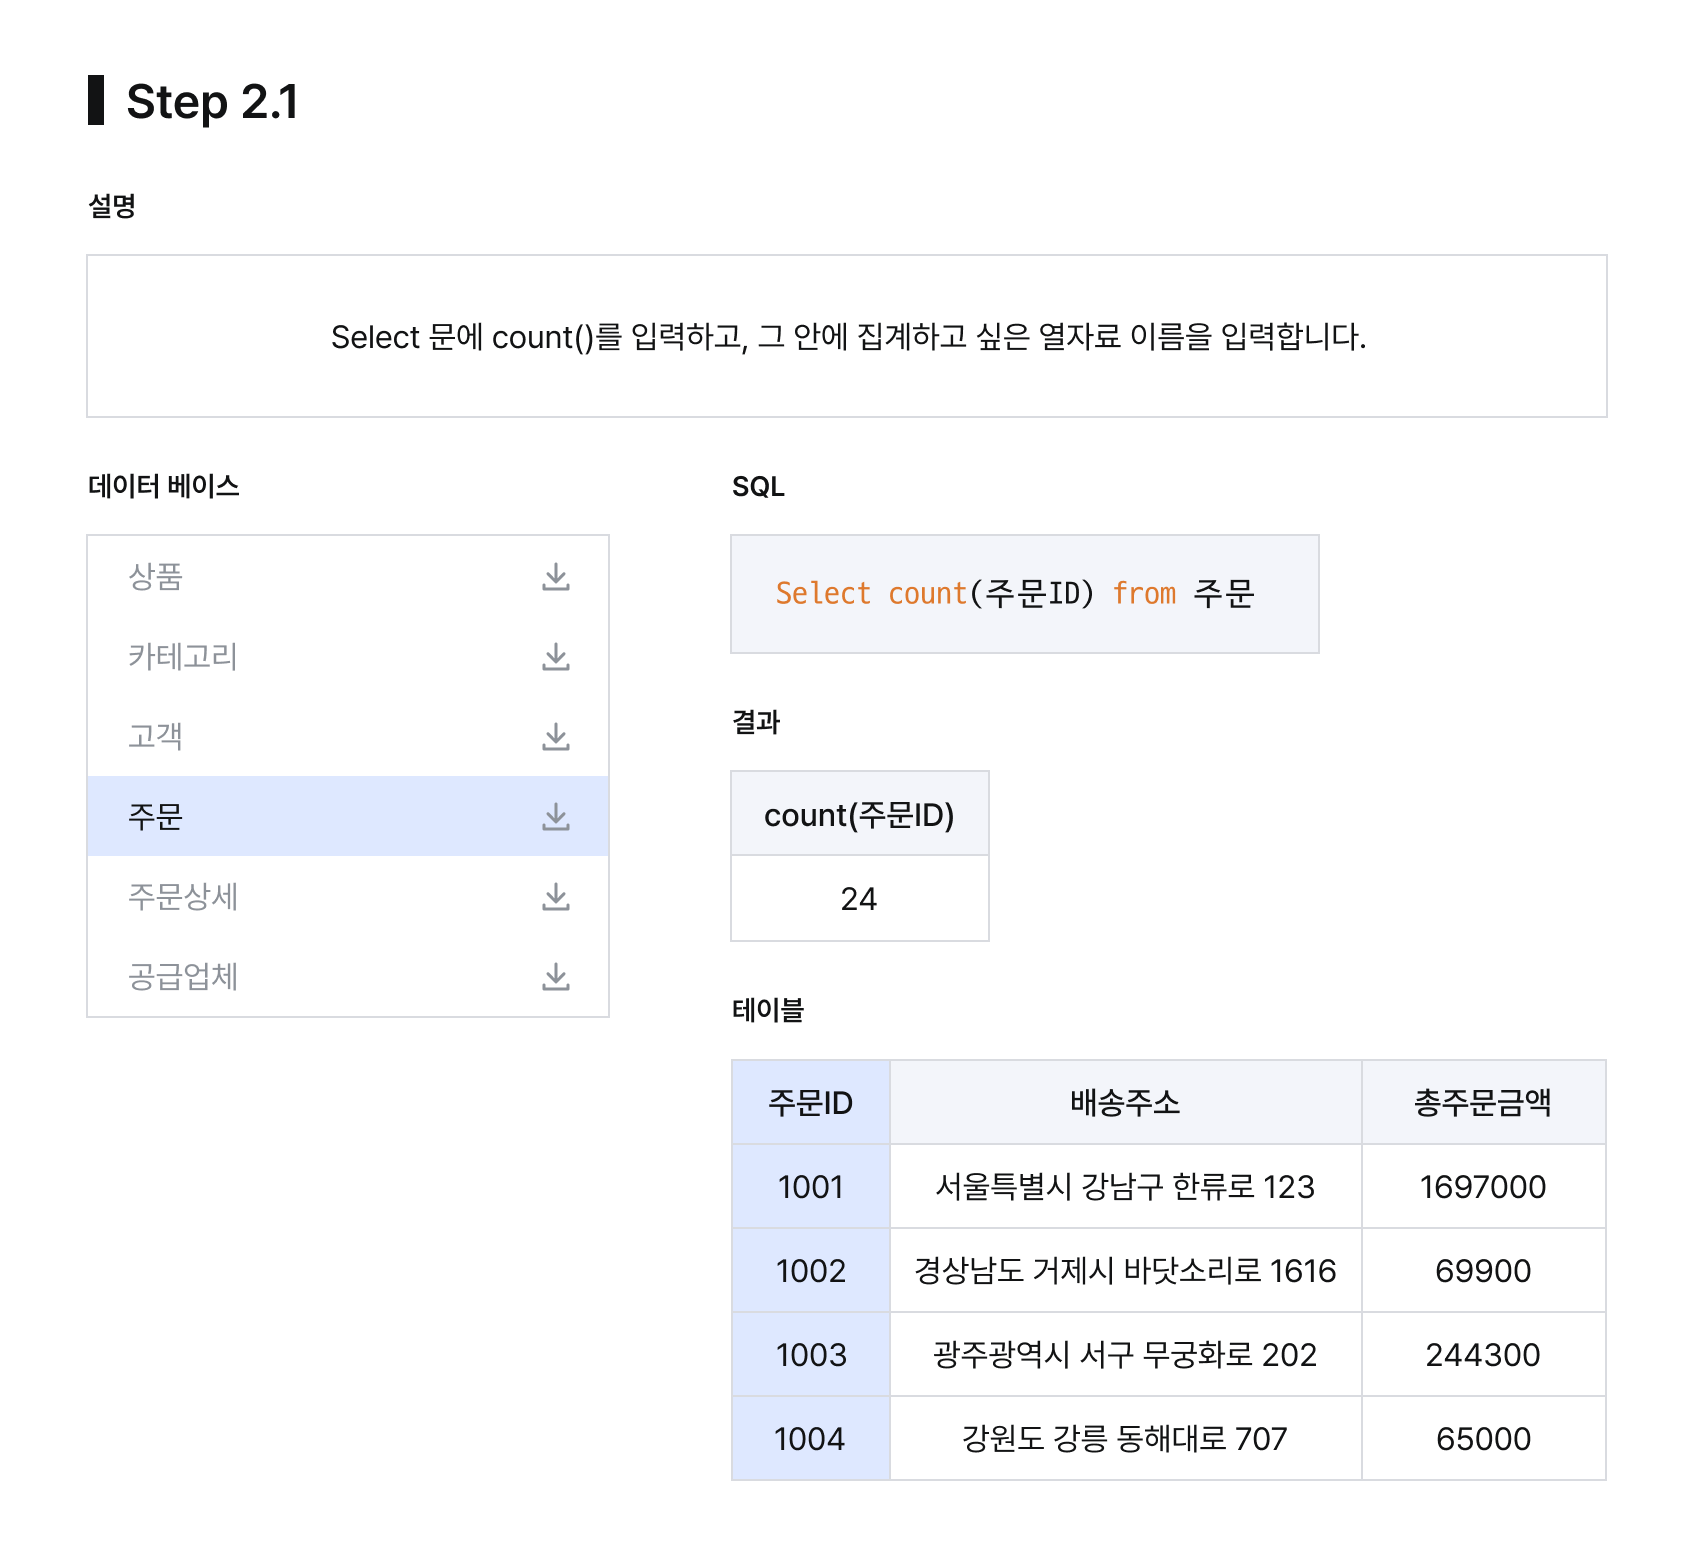 Step 2.1
설명
Select 문에 count()를 입력하고, 그 안에 집계하고 싶은 열자료 이름을 입력합니다.
데이터 베이스
상품
카테고리
고객
주문
주문상세
공급업체
SQL
Select count(주문ID) from 주문
결과
count(주문ID)
24
테이블
주문ID 배송주소 총주문금액
1001 서울특별시 강남구 한류로 123 1697000
1002 경상남도 거제시 바닷소리로 1616 69900
1003 광주광역시 서구 무궁화로 202 244300
1004 강원도 강릉 동해대로 707 65000